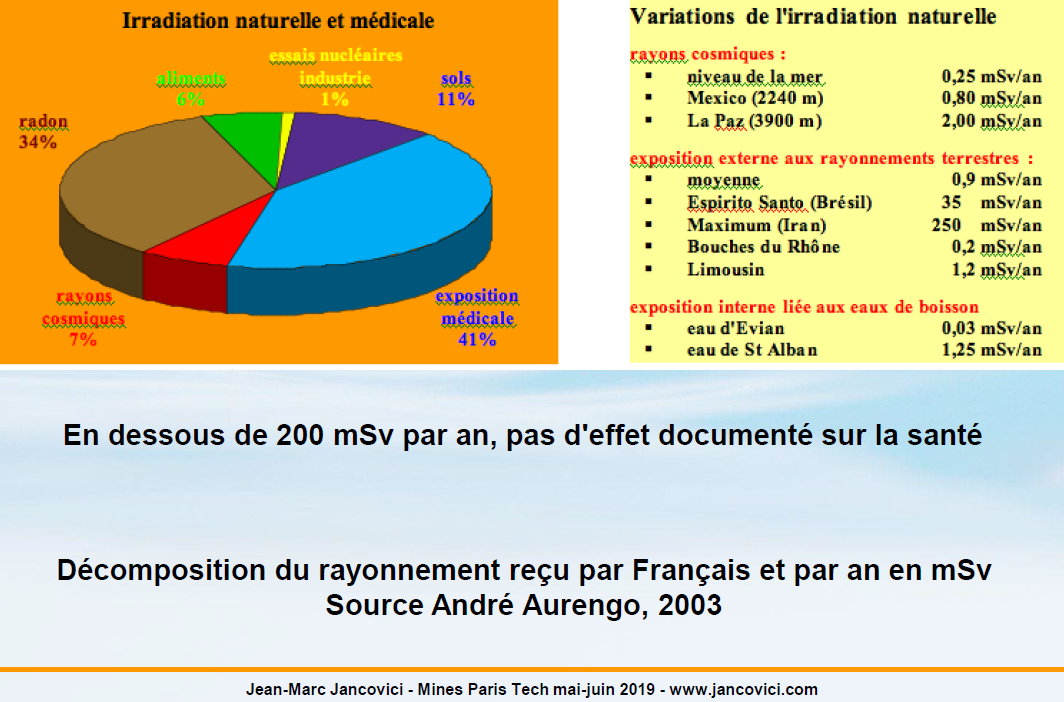 Irradiation naturelle et médicale
essais nucléaires
industrie
1%
aliments
6%
sols
11%
radon
34%
rayons
cosmiques
7%
exposition
médicale
41%
Variations de l'irradiation naturelle
rayons cosmiques :
▪ niveau de la mer 0,25 mSv/an
▪ Mexico (2240 m) 0,80 mSv/an
▪ La Paz (3900 m) 2,00 mSv/an
exposition externe aux rayonnements terrestres :
▪ moyenne 0,9 mSv/an
▪ Espirito Santo (Brésil) 35 mSv/an
▪ Maximum (Iran) 250 mSv/an
▪ Bouches du Rhône 0,2 mSv/an
▪ Limousin 1,2 mSv/an
exposition interne liée aux eaux de boisson
▪ eau d'Evian 0,03 mSv/an
▪ eau de St Alban 1,25 mSv/an
En dessous de 200 mSv par an, pas d'effet documenté sur la santé
Décomposition du rayonnement reçu par Français et par an en mSv
Source André Aurengo, 2003
Jean-Marc Jancovici - Mines Paris Tech mai-juin 2019 - www.jancovici.com